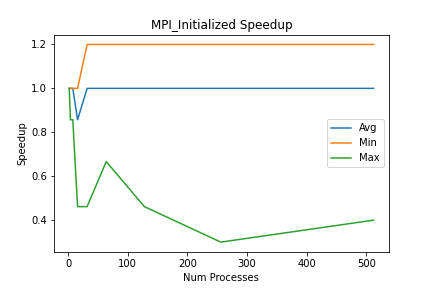 MPI_Initialized Speedup
1.2
1.0
0.8
0.6
0.4
Speedup
Avg
Min
Max
0
100
200
300
400
500
Num Processes